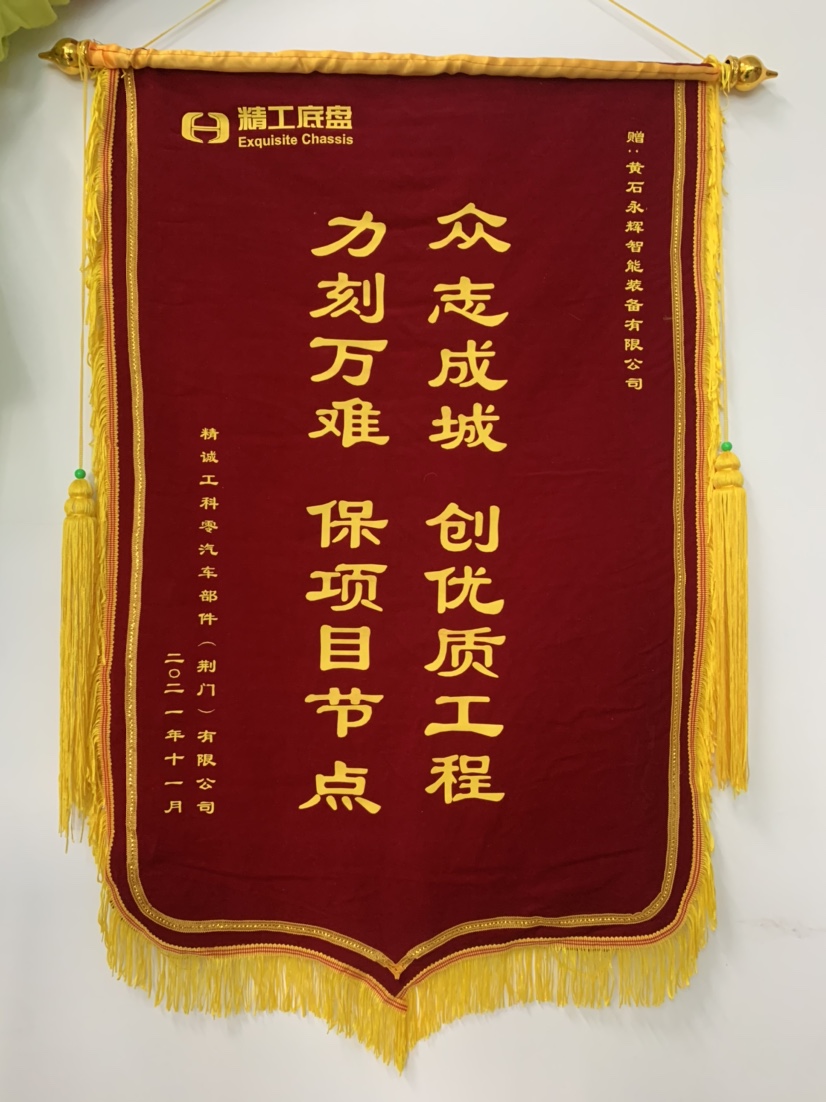 精工底盘
Exquisite Chassis
赠：黄石永辉智能装备有限公司
众志成城 创优质工程
力刻万难 保项目节点
精诚工科零汽车部件（荆门）有限公司
二〇二一年十一月